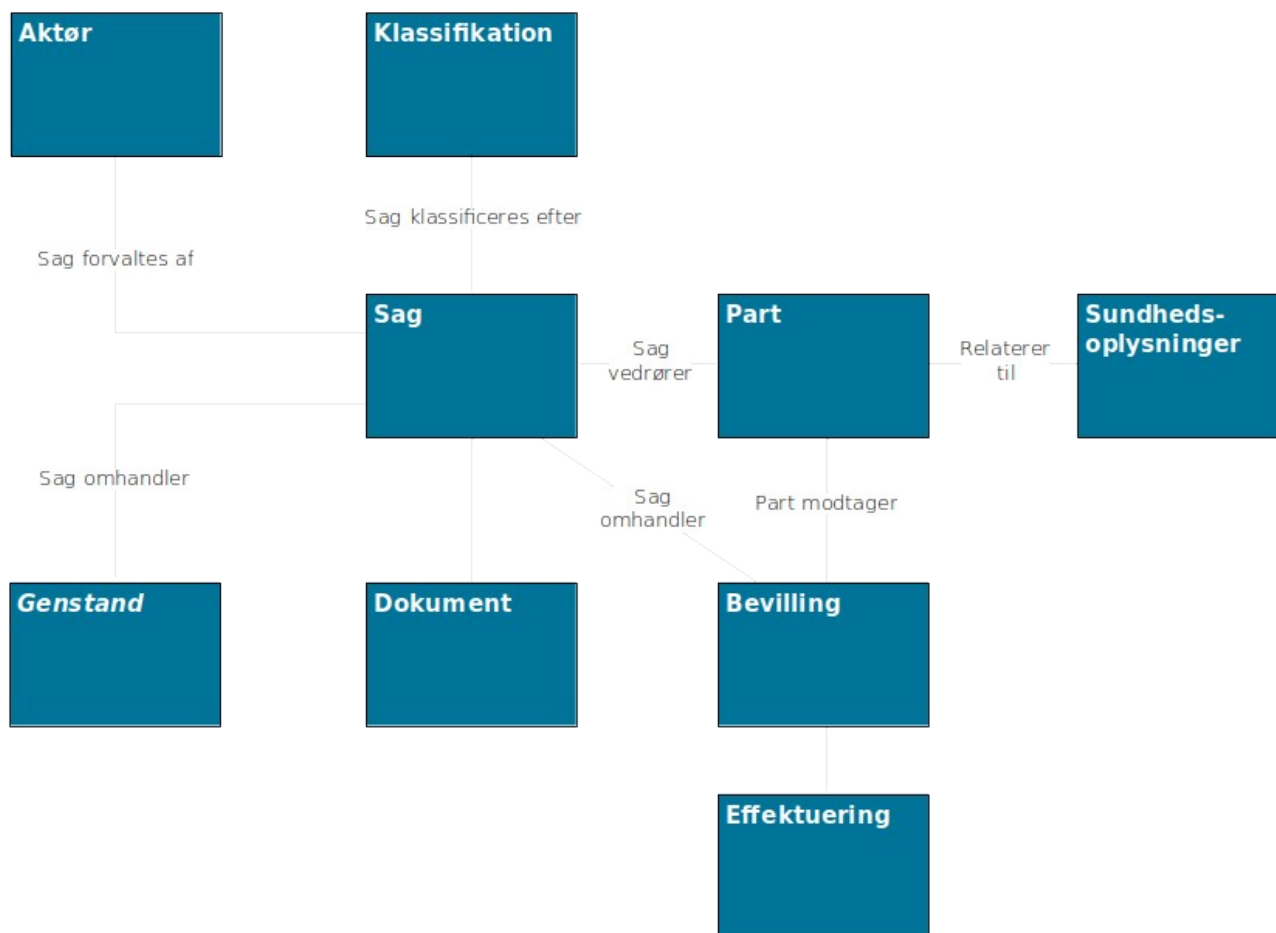 Aktør
Klassifikation
Sag klassificeres efter
Sag forvaltes af
Sag
Part
Sundheds-
oplysninger
Sag
vedrører
Relaterer
til
Sag omhandler
Sag
omhandler
Part modtager
Genstand
Dokument
Bevilling
Effektuering